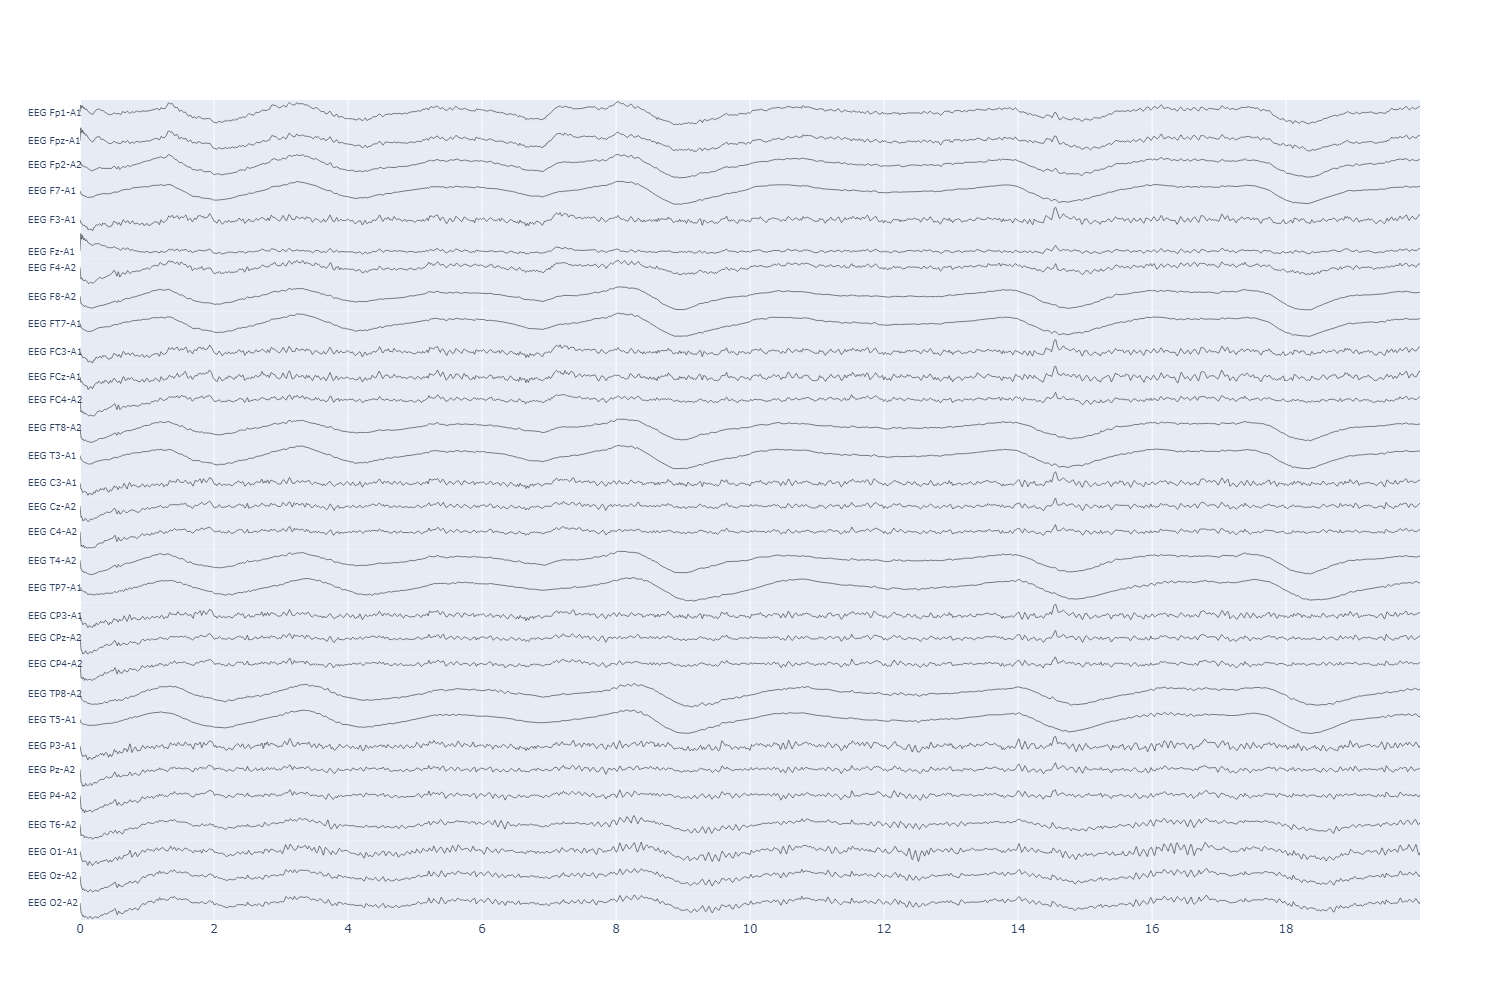 EEG Fp1-A1
EEG Fpz-A1
EEG Fp2-A2
EEG F7-A1
EEG F3-A1
EEG Fz-A1
EEG F4-A2
EEG F8-A2
EEG FT7-A1
EEG FC3-A1
EEG FCz-A1
EEG FC4-A2
EEG FT8-A2
EEG T3-A1
EEG C3-A1
EEG Cz-A2
EEG C4-A2
EEG T4-A2
EEG TP7-A1
EEG CP3-A1
EEG CPz-A2
EEG CP4-A2
EEG TP8-A2
EEG T5-A1
EEG P3-A1
EEG Pz-A2
EEG P4-A2
EEG T6-A2
EEG O1-A1
EEG Oz-A2
EEG O2-A2
0 2 4 6 8 10 12 14 16 18